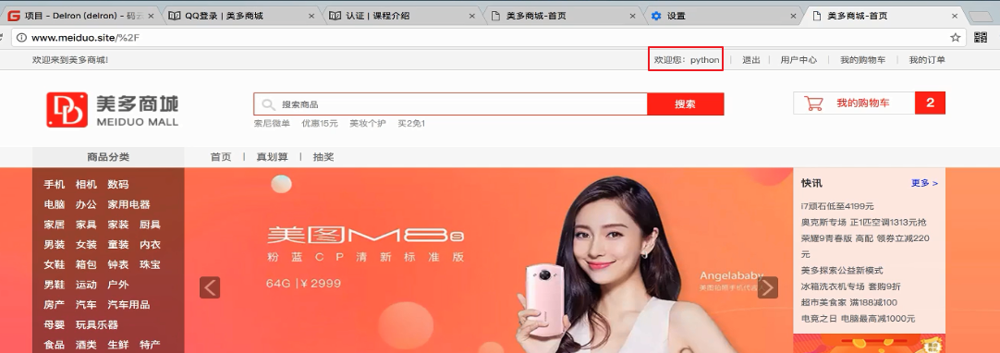 项目 - Delron (delron) - 码云
QQ登录 | 美多商城
认证 | 课程介绍
美多商城-首页
设置
美多商城-首页
www.meiduo.site/%2F
欢迎来到美多商城!
欢迎您：python | 退出 | 用户中心 | 我的购物车 | 我的订单
美多商城
MEIDUO MALL
搜索商品
搜索
索尼微单 优惠15元 美妆个护 买2免1
我的购物车 2
商品分类
首页 | 真划算 | 抽奖
手机 相机 数码
电脑 办公 家用电器
家居 家具 家装 厨具
男装 女装 童装 内衣
女鞋 箱包 钟表 珠宝
男鞋 运动 户外
房产 汽车 汽车用品
母婴 玩具乐器
食品 酒类 生鲜 特产
美图M8s
粉蓝CP清新标准版
64G | ¥ 2999
Angelababy
快讯 更多 >
i7顽石低至4199元
奥克斯专场 正1匹空调1313元抢
荣耀9青春版 高配 领券立减220
元
美多探索公益新模式
冰箱洗衣机专场 套购9折
超市美食家 满188减100
电竞之日 电脑最高减1000元